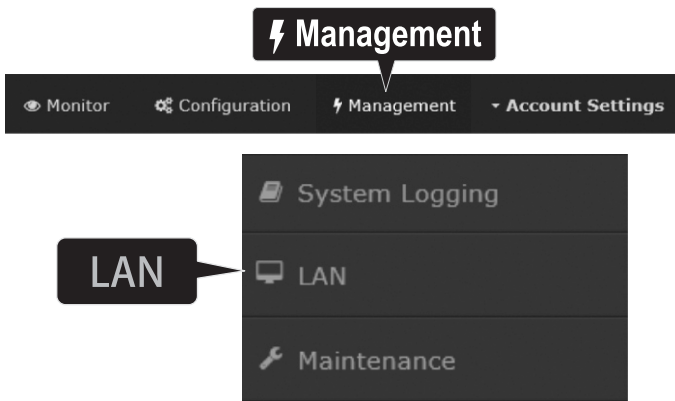 Management
Monitor Configuration Management Account Settings
System Logging
LAN LAN
Maintenance